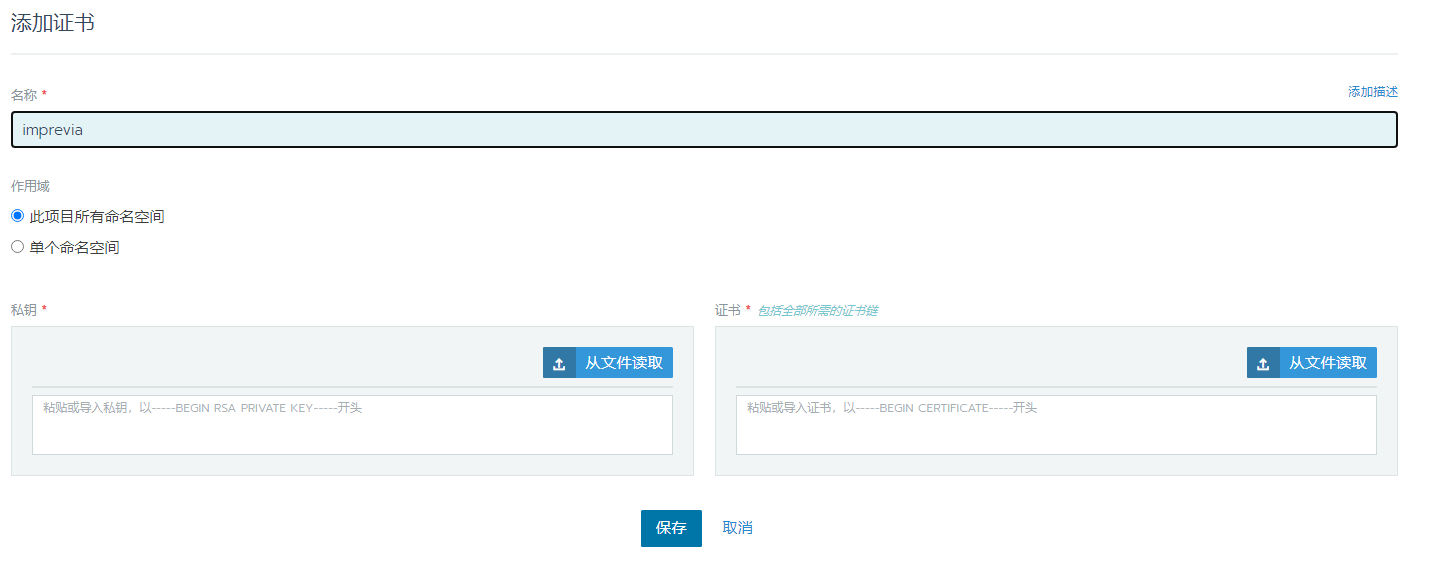 添加证书
名称 *
添加描述
imprevia
作用域
此项目所有命名空间
单个命名空间
私钥 *
证书 * 包括全部所需的证书链
从文件读取
从文件读取
粘贴或导入私钥，以-----BEGIN RSA PRIVATE KEY-----开头
粘贴或导入证书，以-----BEGIN CERTIFICATE-----开头
保存
取消